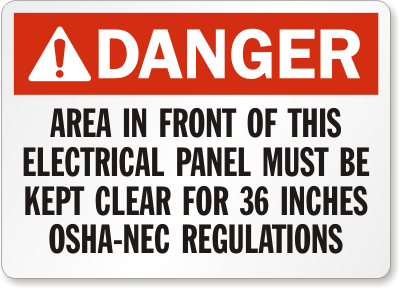 DANGER
AREA IN FRONT OF THIS
ELECTRICAL PANEL MUST BE
KEPT CLEAR FOR 36 INCHES
OSHA-NEC REGULATIONS